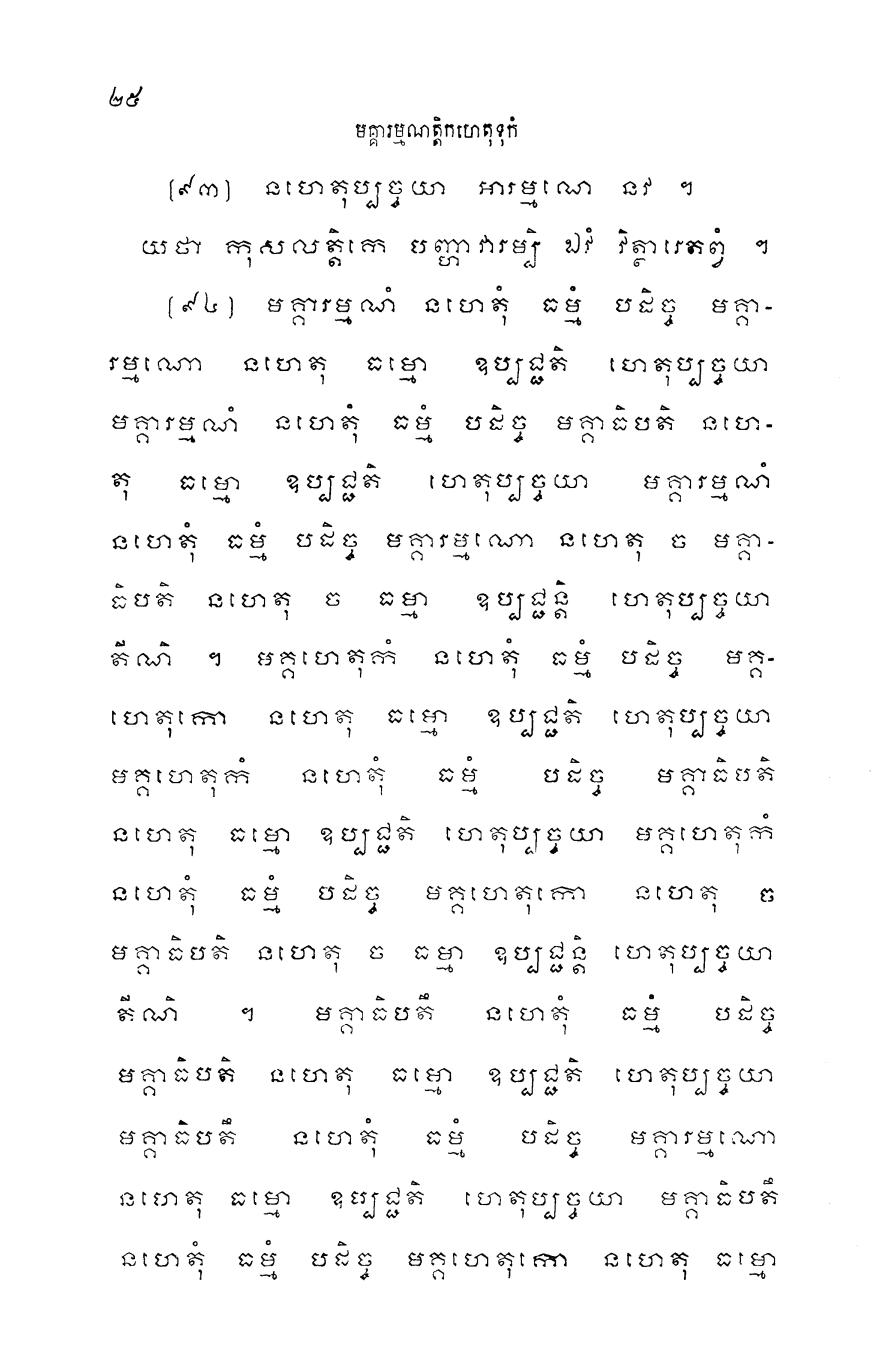 ២៥
មគ្គារម្មណត្តិកហេតុទុកំ
(៩៣) នហេតុប្បច្ចយា អារម្មណេ នវ ។
យថា កុសលត្តិកេ បញ្ហាវារម្បិ ឯវំ វិត្ថារេតព្វំ ។
(៩៤) មគ្គារម្មណំ នហេតុំ ធម្មំ បដិច្ច មគ្គា-
រម្មណោ នហេតុ ធម្មោ ឧប្បជ្ជតិ ហេតុប្បច្ចយា
មគ្គារម្មណំ នហេតុំ ធម្មំ បដិច្ច មគ្គាធិបតិ នហេ-
តុ ធម្មោ ឧប្បជ្ជតិ ហេតុប្បច្ចយា មគ្គារម្មណំ
នហេតុំ ធម្មំ បដិច្ច មគ្គារម្មណោ នហេតុ ច មគ្គា-
ធិបតិ នហេតុ ច ធម្មា ឧប្បជ្ជន្តិ ហេតុប្បច្ចយា
តីណិ ។ មគ្គហេតុកំ នហេតុំ ធម្មំ បដិច្ច មគ្គ-
ហេតុកោ នហេតុ ធម្មោ ឧប្បជ្ជតិ ហេតុប្បច្ចយា
មគ្គហេតុកំ នហេតុំ ធម្មំ បដិច្ច មគ្គាធិបតិ
នហេតុ ធម្មោ ឧប្បជ្ជតិ ហេតុប្បច្ចយា មគ្គហេតុកំ
នហេតុំ ធម្មំ បដិច្ច មគ្គហេតុកោ នហេតុ ច
មគ្គាធិបតិ នហេតុ ច ធម្មា ឧប្បជ្ជន្តិ ហេតុប្បច្ចយា
តីណិ ។ មគ្គាធិបតឹ នហេតុំ ធម្មំ បដិច្ច
មគ្គាធិបតិ នហេតុ ធម្មោ ឧប្បជ្ជតិ ហេតុប្បច្ចយា
មគ្គាធិបតឹ នហេតុំ ធម្មំ បដិច្ច មគ្គារម្មណោ
នហេតុ ធម្មោ ឧប្បជ្ជតិ ហេតុប្បច្ចយា មគ្គាធិបតឹ
នហេតុំ ធម្មំ បដិច្ច មគ្គហេតុកោ នហេតុ ធម្មោ